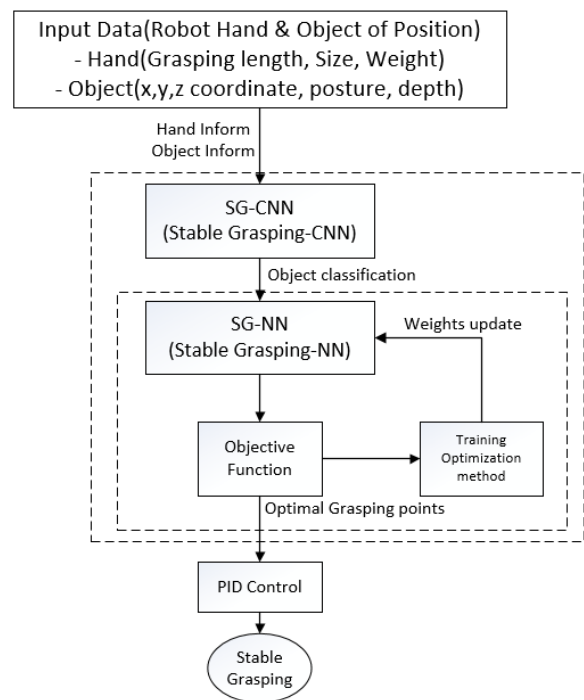 Input Data(Robot Hand & Object of Position)
- Hand(Grasping length, Size, Weight)
- Object(x,y,z coordinate, posture, depth)
Hand Inform
Object Inform
SG-CNN
(Stable Grasping-CNN)
Object classification
SG-NN
(Stable Grasping-NN)
Weights update
Objective
Function
Training
Optimization
method
Optimal Grasping points
PID Control
Stable
Grasping